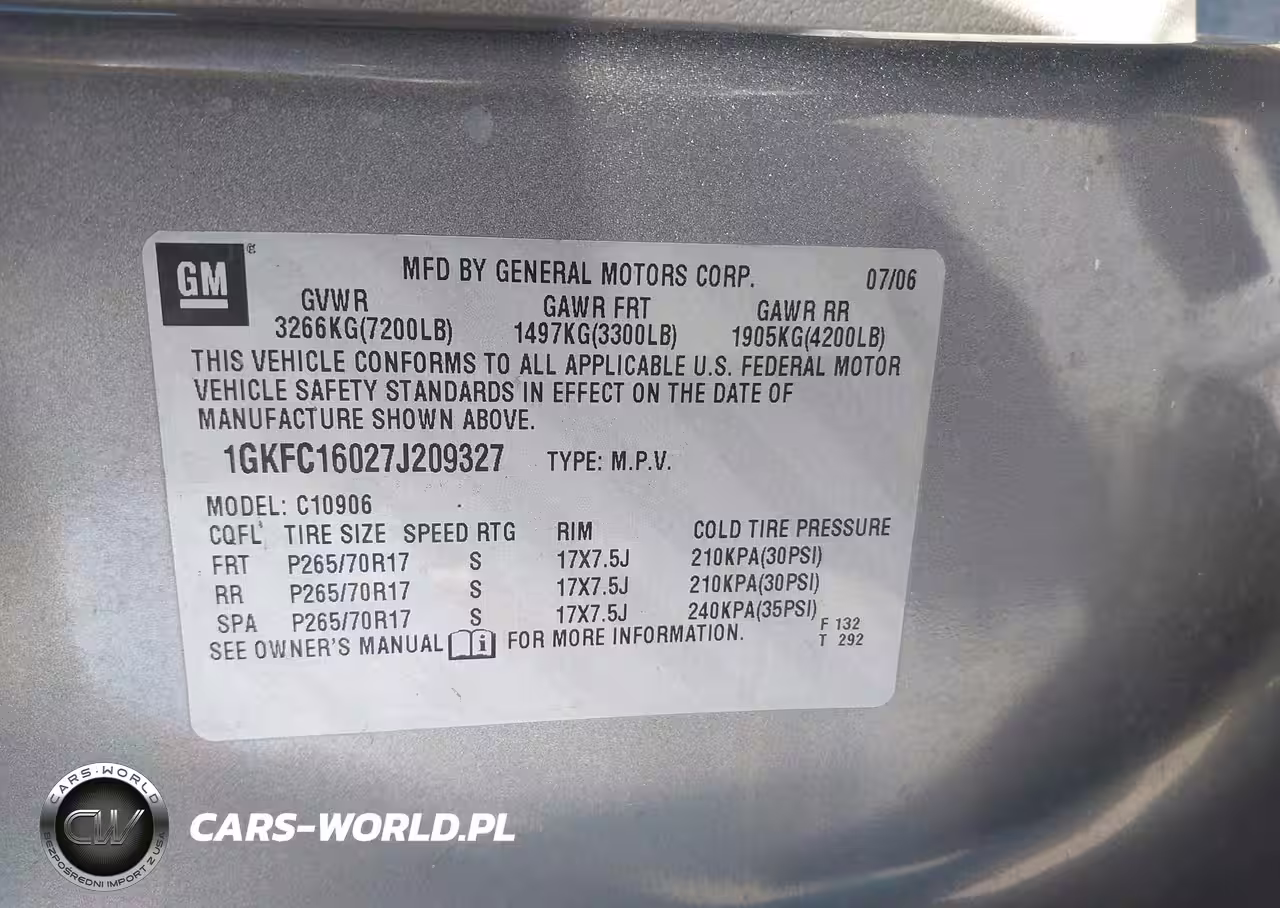 GM ®
MFD BY GENERAL MOTORS CORP. 07/06
GVWR GAWR FRT GAWR RR
3266KG(7200LB) 1497KG(3300LB) 1905KG(4200LB)
THIS VEHICLE CONFORMS TO ALL APPLICABLE U.S. FEDERAL MOTOR
VEHICLE SAFETY STANDARDS IN EFFECT ON THE DATE OF
MANUFACTURE SHOWN ABOVE.
1GKFC16027J209327 TYPE: M.P.V.
MODEL: C10906
CQFL TIRE SIZE SPEED RTG RIM COLD TIRE PRESSURE
FRT P265/70R17 S 17X7.5J 210KPA(30PSI)
RR P265/70R17 S 17X7.5J 210KPA(30PSI)
SPA P265/70R17 S 17X7.5J 240KPA(35PSI)
F 132
SEE OWNER'S MANUAL i FOR MORE INFORMATION.
T 292
CARS-WORLD
CW
BEZPOŚREDNI IMPORT Z USA
CARS-WORLD.PL